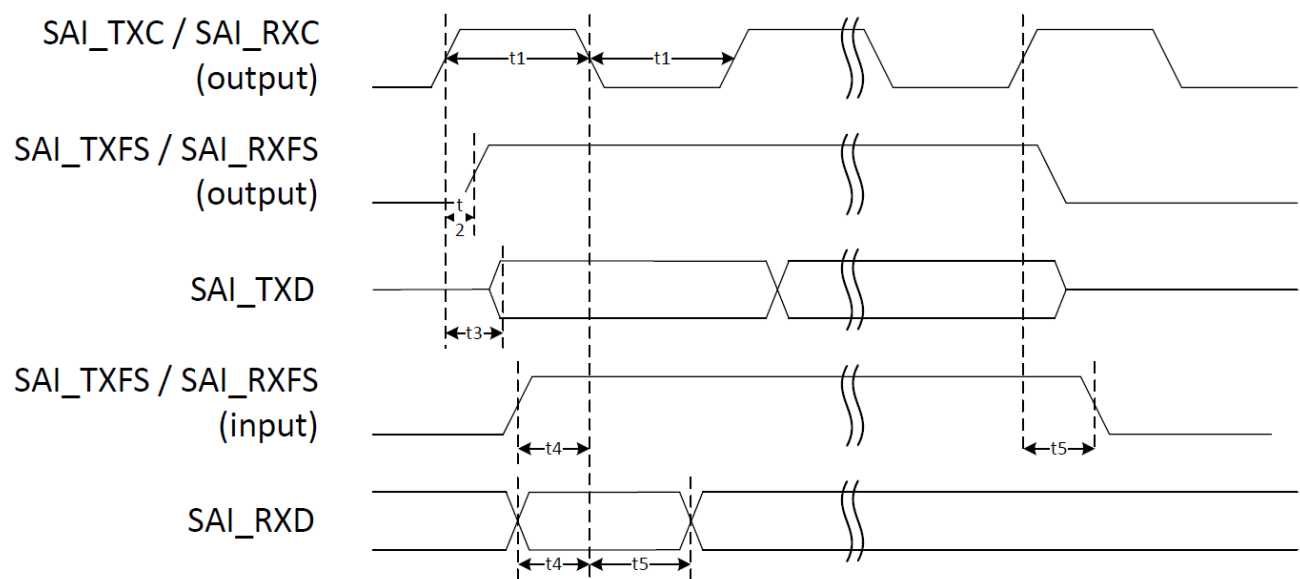 SAI_TXC / SAI_RXC
(output)
t1 t1
SAI_TXFS / SAI_RXFS
(output)
t
2
SAI_TXD
t3
SAI_TXFS / SAI_RXFS
(input)
t4 t5
SAI_RXD
t4 t5